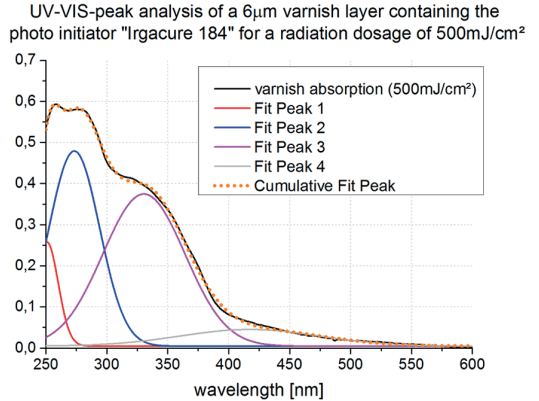 UV-VIS-peak analysis of a 6µm varnish layer containing the
photo initiator "Irgacure 184" for a radiation dosage of 500mJ/cm²
0,7
0,6
0,5
0,4
0,3
0,2
0,1
0,0
varnish absorption (500mJ/cm²)
Fit Peak 1
Fit Peak 2
Fit Peak 3
Fit Peak 4
Cumulative Fit Peak
250 300 350 400 450 500 550 600
wavelength [nm]